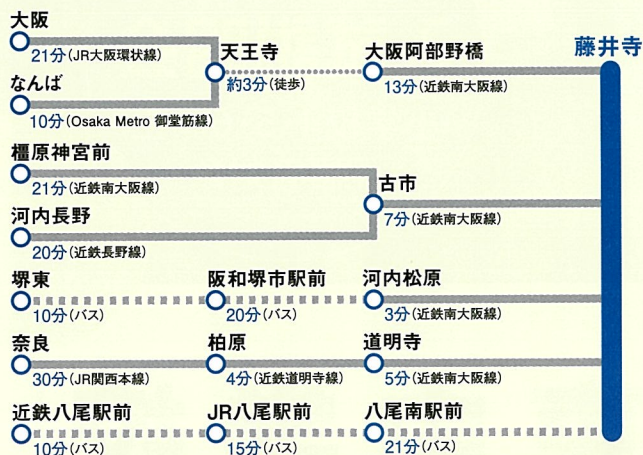 大阪
21分(JR大阪環状線)
天王寺
大阪阿部野橋
藤井寺
なんば
約3分(徒歩)
13分(近鉄南大阪線)
10分(Osaka Metro 御堂筋線)
橿原神宮前
21分(近鉄南大阪線)
古市
河内長野
7分(近鉄南大阪線)
20分(近鉄長野線)
堺東
阪和堺市駅前
河内松原
10分(バス)
20分(バス)
3分(近鉄南大阪線)
奈良
柏原
道明寺
30分(JR関西本線)
4分(近鉄道明寺線)
5分(近鉄南大阪線)
近鉄八尾駅前
JR八尾駅前
八尾南駅前
10分(バス)
15分(バス)
21分(バス)